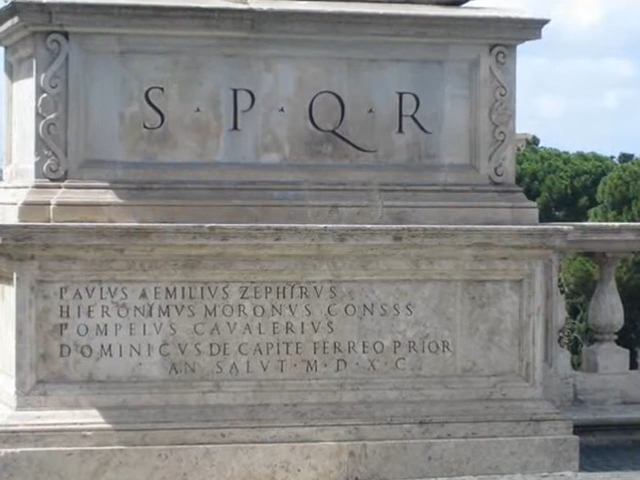 S · P · Q · R
PAVLVS AEMILIVS ZEPHIRVS
HIERONIMVS MORONVS CONSSS
POMPEIVS CAVALERIVS
DOMINICVS DE CAPITE FERREO PRIOR
AN SALVT · M · D · X · C